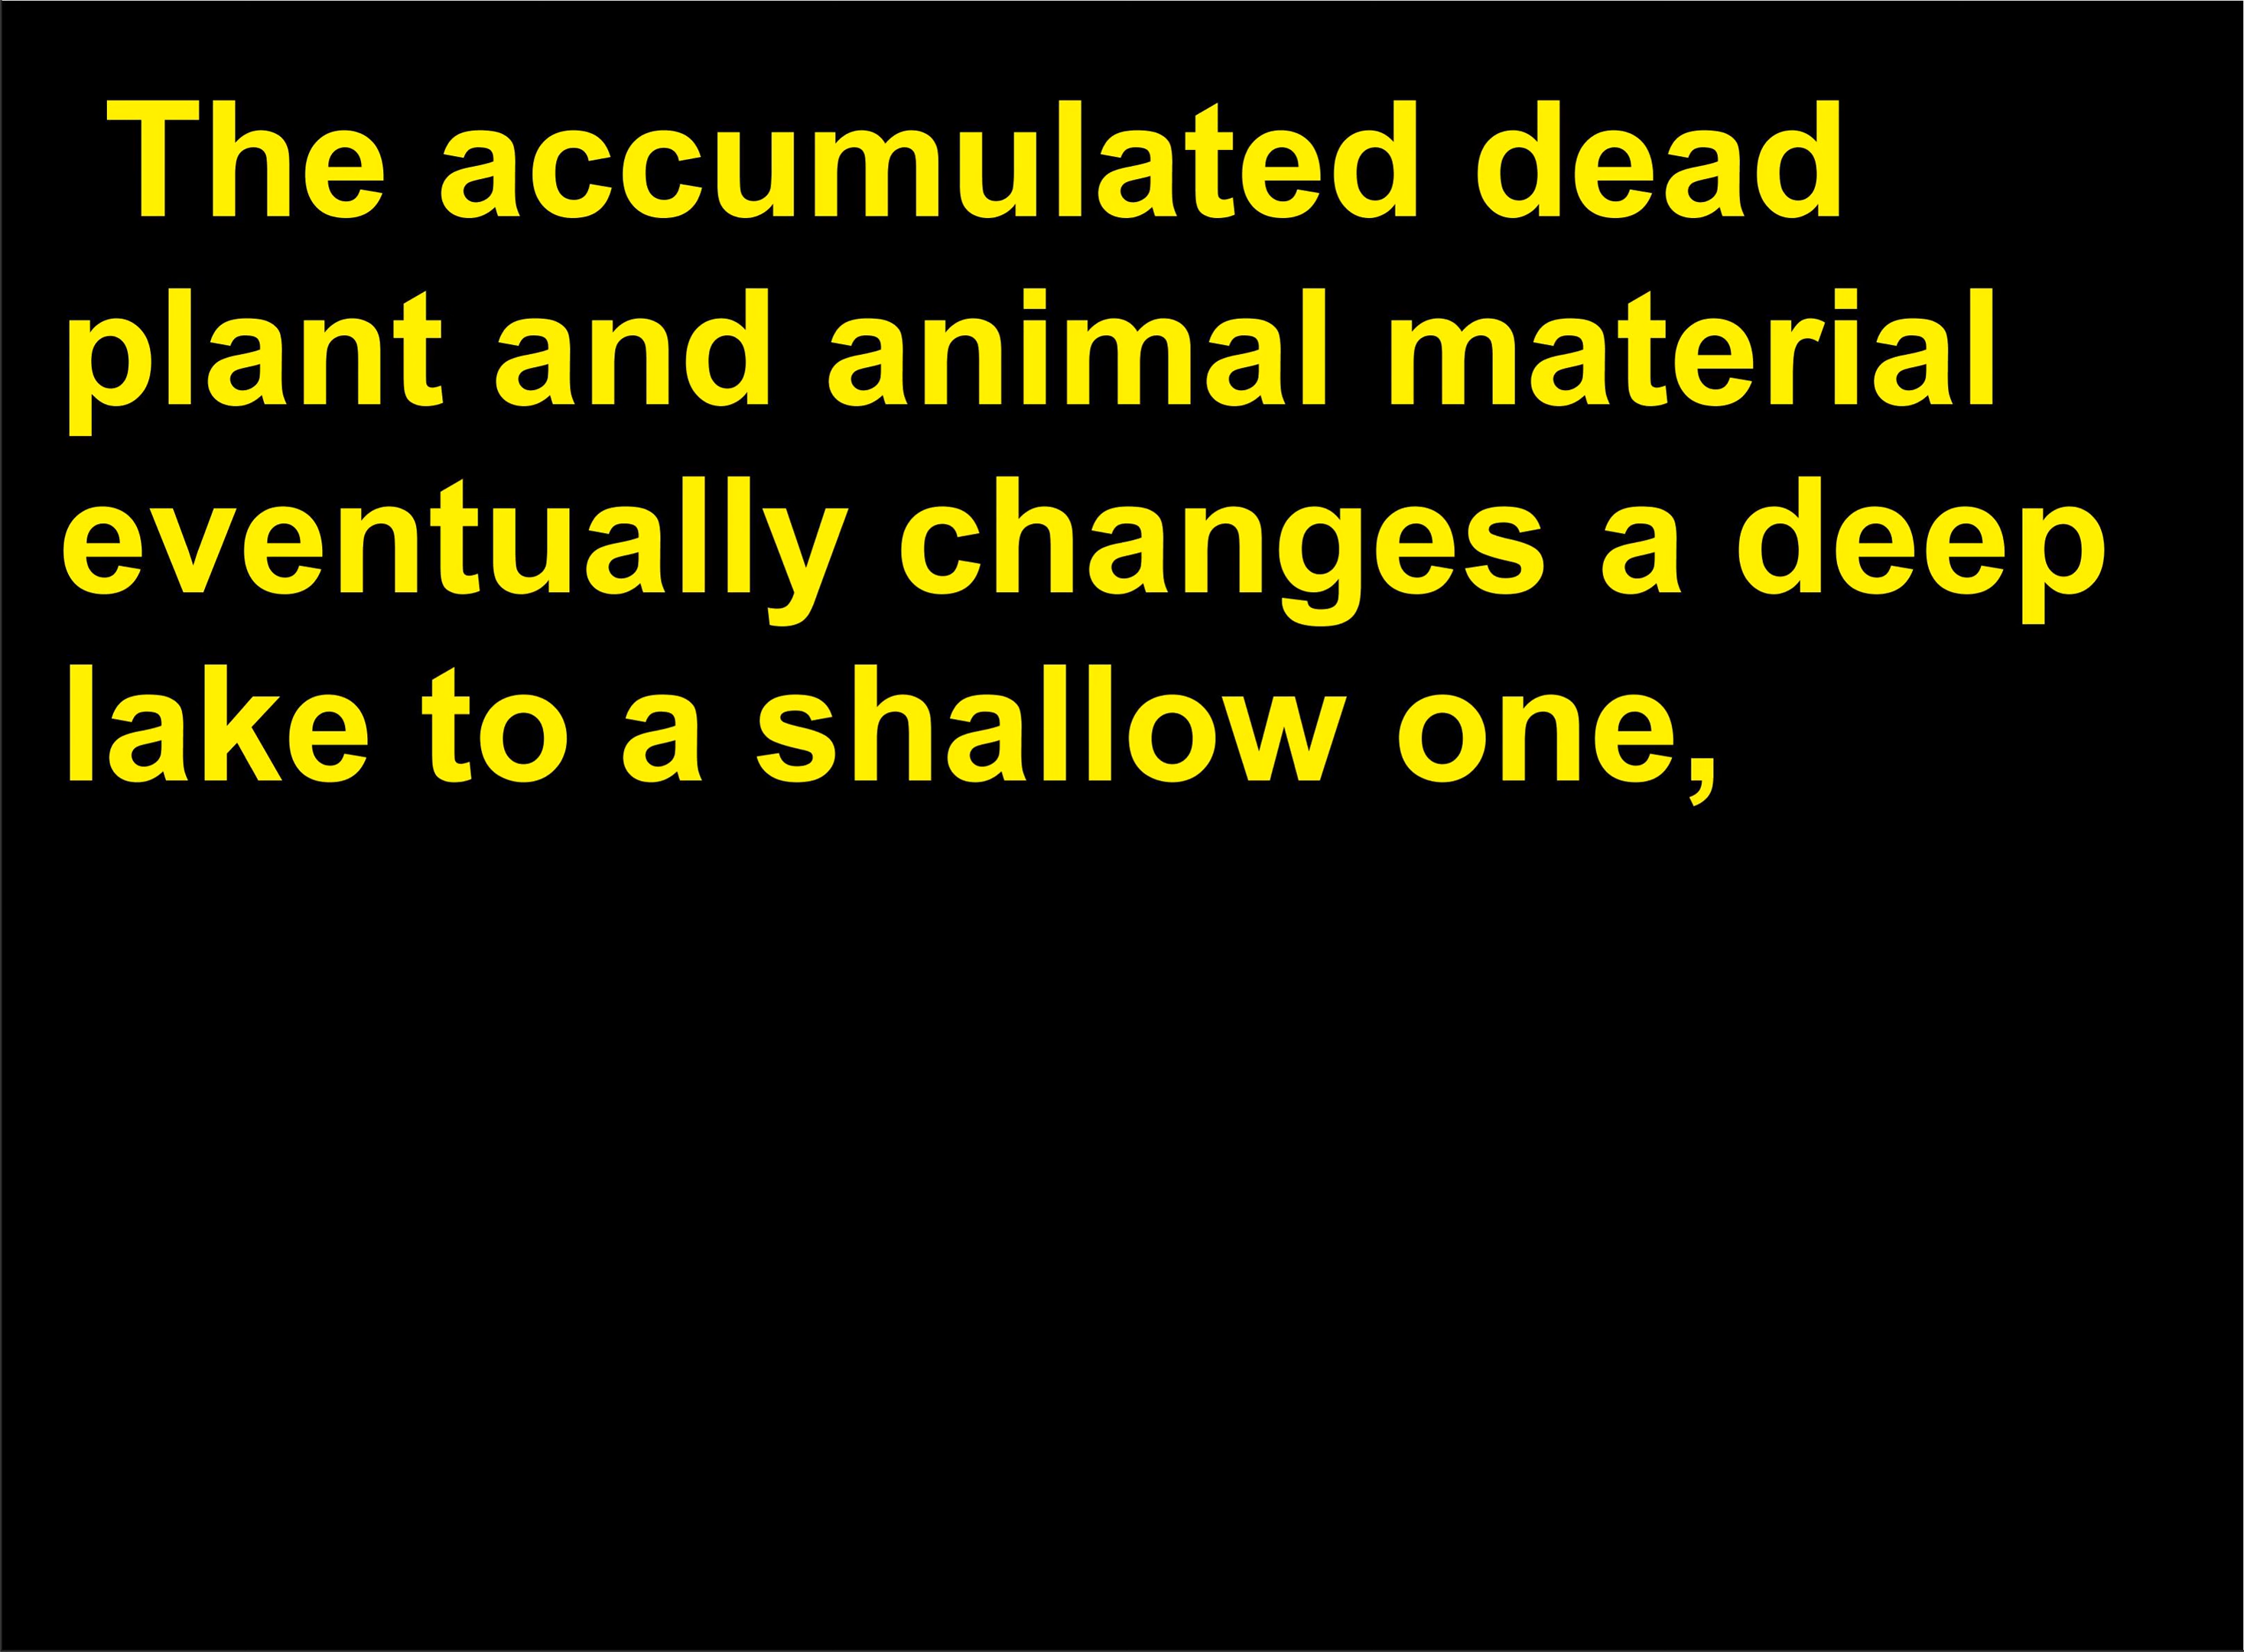 The accumulated dead
plant and animal material
eventually changes a deep
lake to a shallow one,